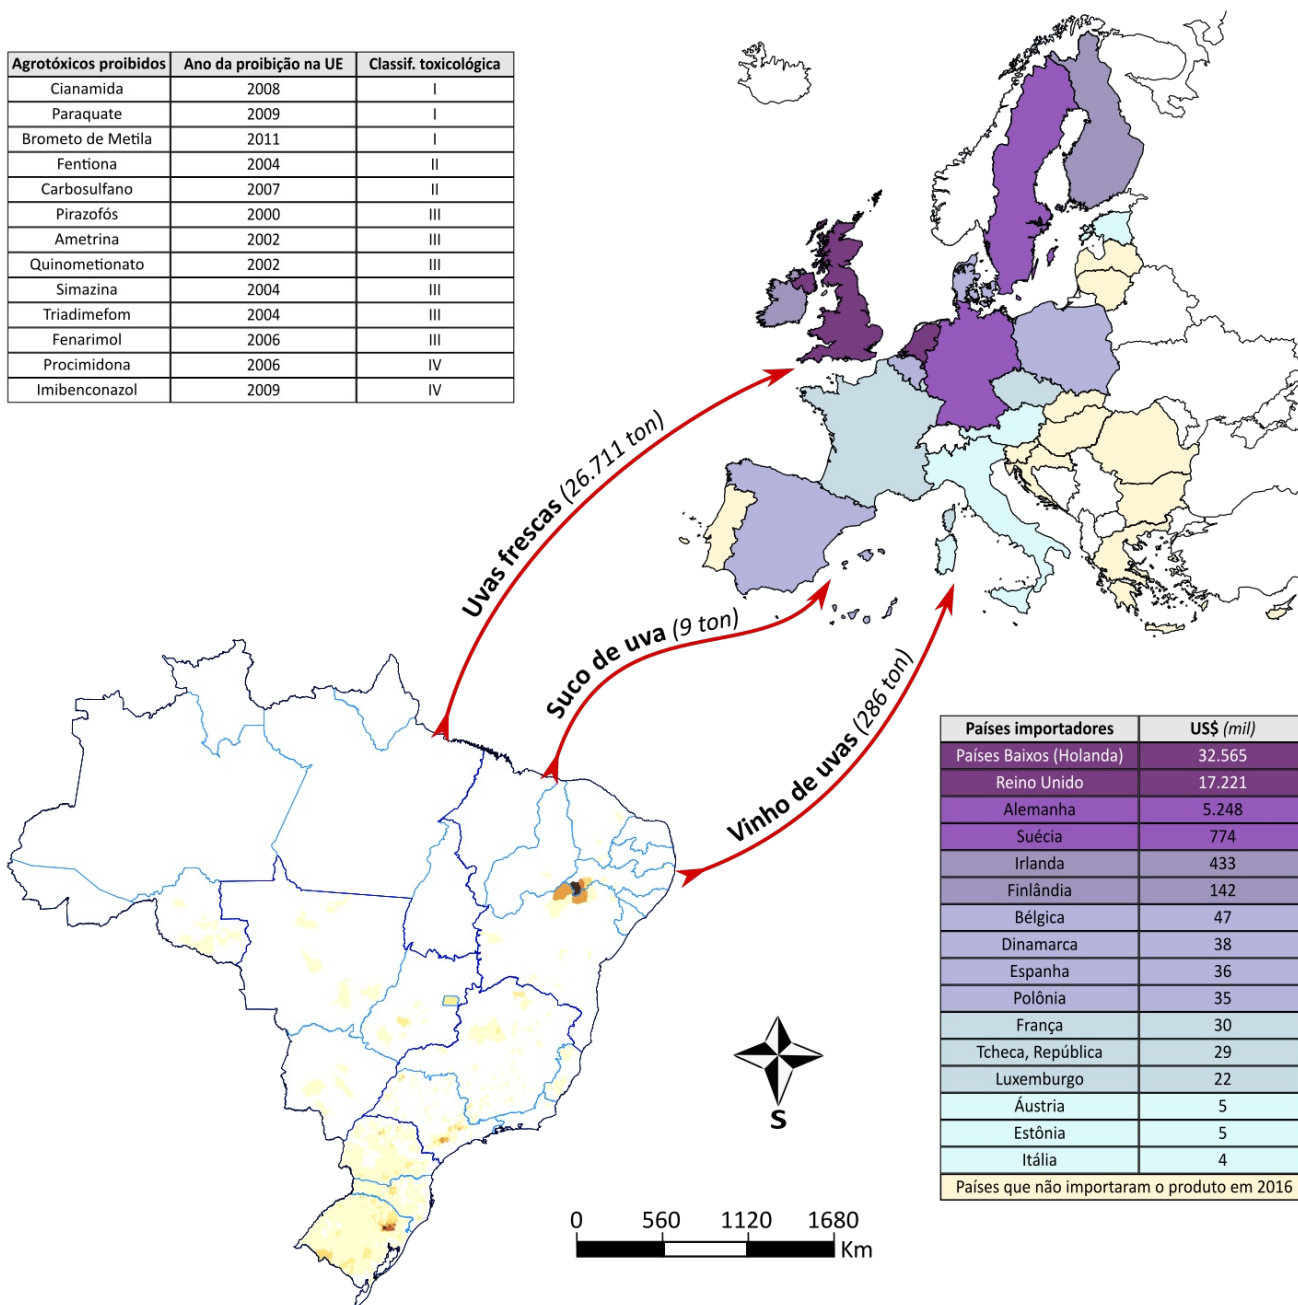 Agrotóxicos proibidos Ano da proibição na UE Classif. toxicológica
Cianamida 2008 I
Paraquate 2009 I
Brometo de Metila 2011 I
Fentiona 2004 II
Carbosulfano 2007 II
Pirazofós 2000 III
Ametrina 2002 III
Quinometionato 2002 III
Simazina 2004 III
Triadimefom 2004 III
Fenarimol 2006 III
Procimidona 2006 IV
Imibenconazol 2009 IV
Uvas frescas (26.711 ton)
Suco de uva (9 ton)
Vinho de uvas (286 ton)
Países importadores US$ (mil)
Países Baixos (Holanda) 32.565
Reino Unido 17.221
Alemanha 5.248
Suécia 774
Irlanda 433
Finlândia 142
Bélgica 47
Dinamarca 38
Espanha 36
Polônia 35
França 30
Tcheca, República 29
Luxemburgo 22
Áustria 5
Estônia 5
Itália 4
Países que não importaram o produto em 2016
S
0 560 1120 1680
Km